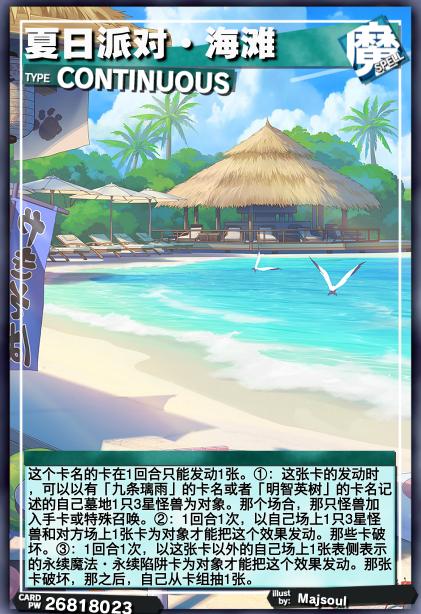 夏日派对·海滩
魔
SPELL
TYPE CONTINUOUS
这个卡名的卡在1回合只能发动1张。①：这张卡的发动时
，可以以有「九条璃雨」的卡名或者「明智英树」的卡名记
述的自己墓地1只3星怪兽为对象。那个场合，那只怪兽加
入手卡或特殊召唤。②：1回合1次，以自己场上1只3星怪
兽和对方场上1张卡为对象才能把这个效果发动。那些卡破
坏。③：1回合1次，以这张卡以外的自己场上1张表侧表示
的永续魔法·永续陷阱卡为对象才能把这个效果发动。那张
卡破坏，那之后，自己从卡组抽1张。
CARD PW 26818023
illust by: Majsoul